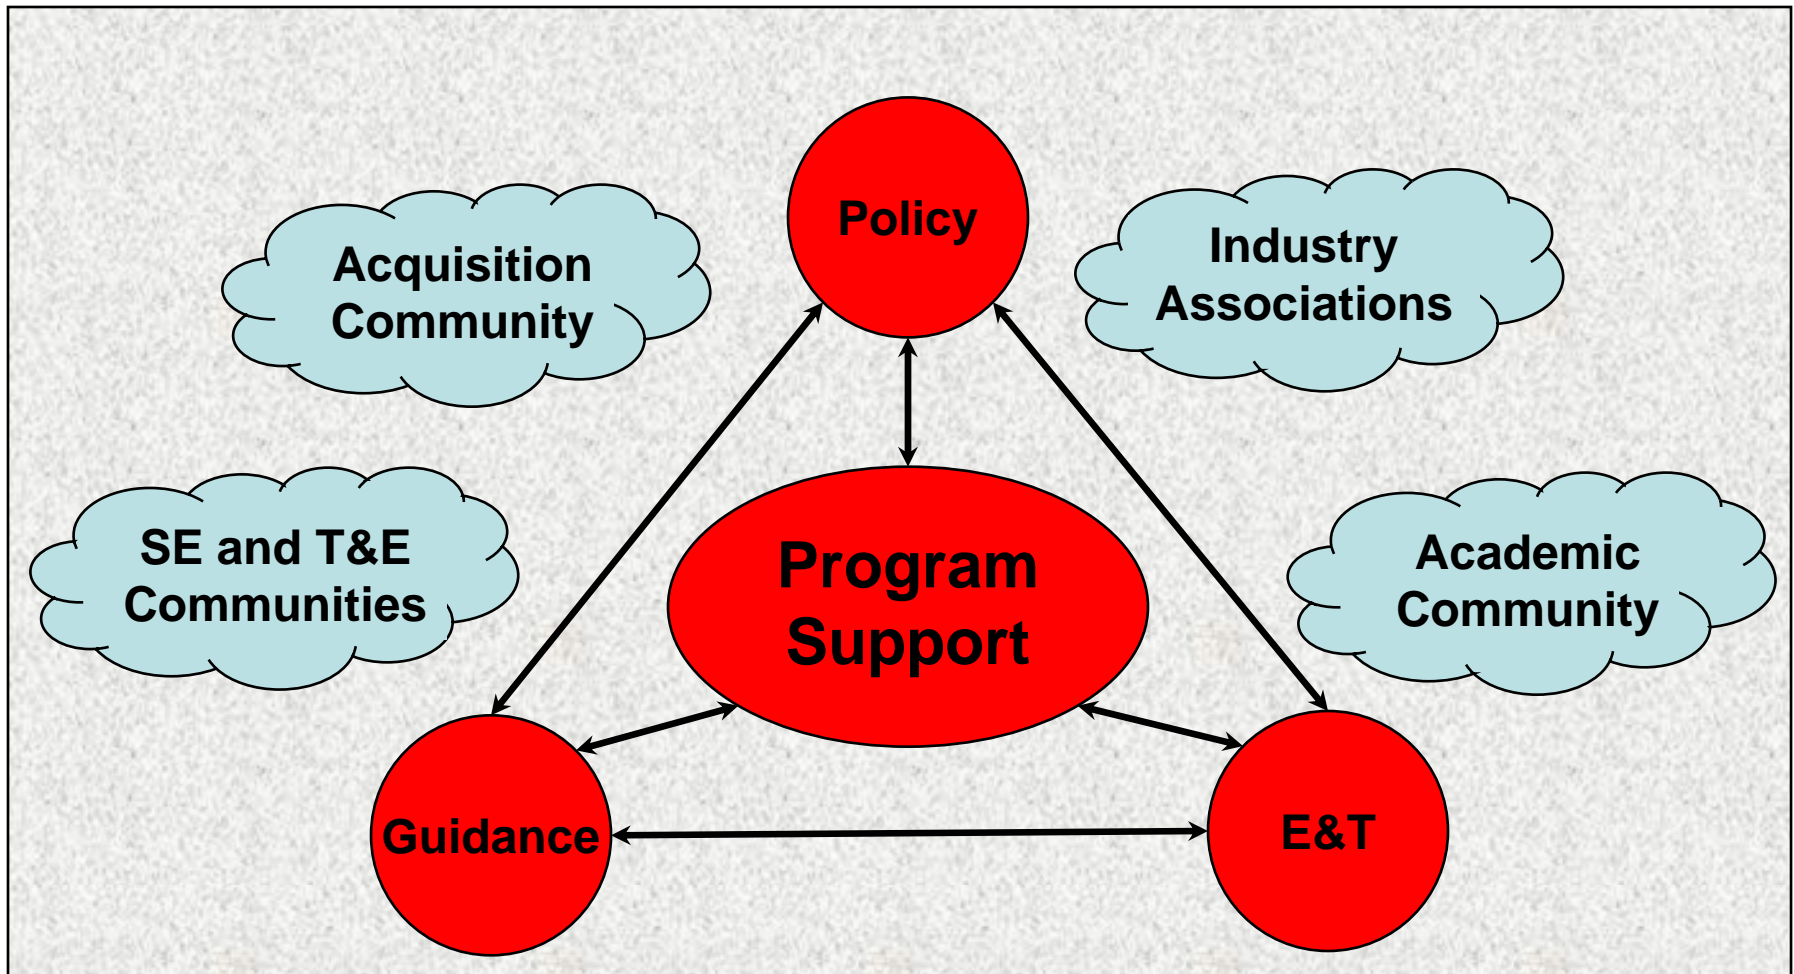 Policy
Acquisition
Community
Industry
Associations
SE and T&E
Communities
Program
Support
Academic
Community
Guidance
E&T